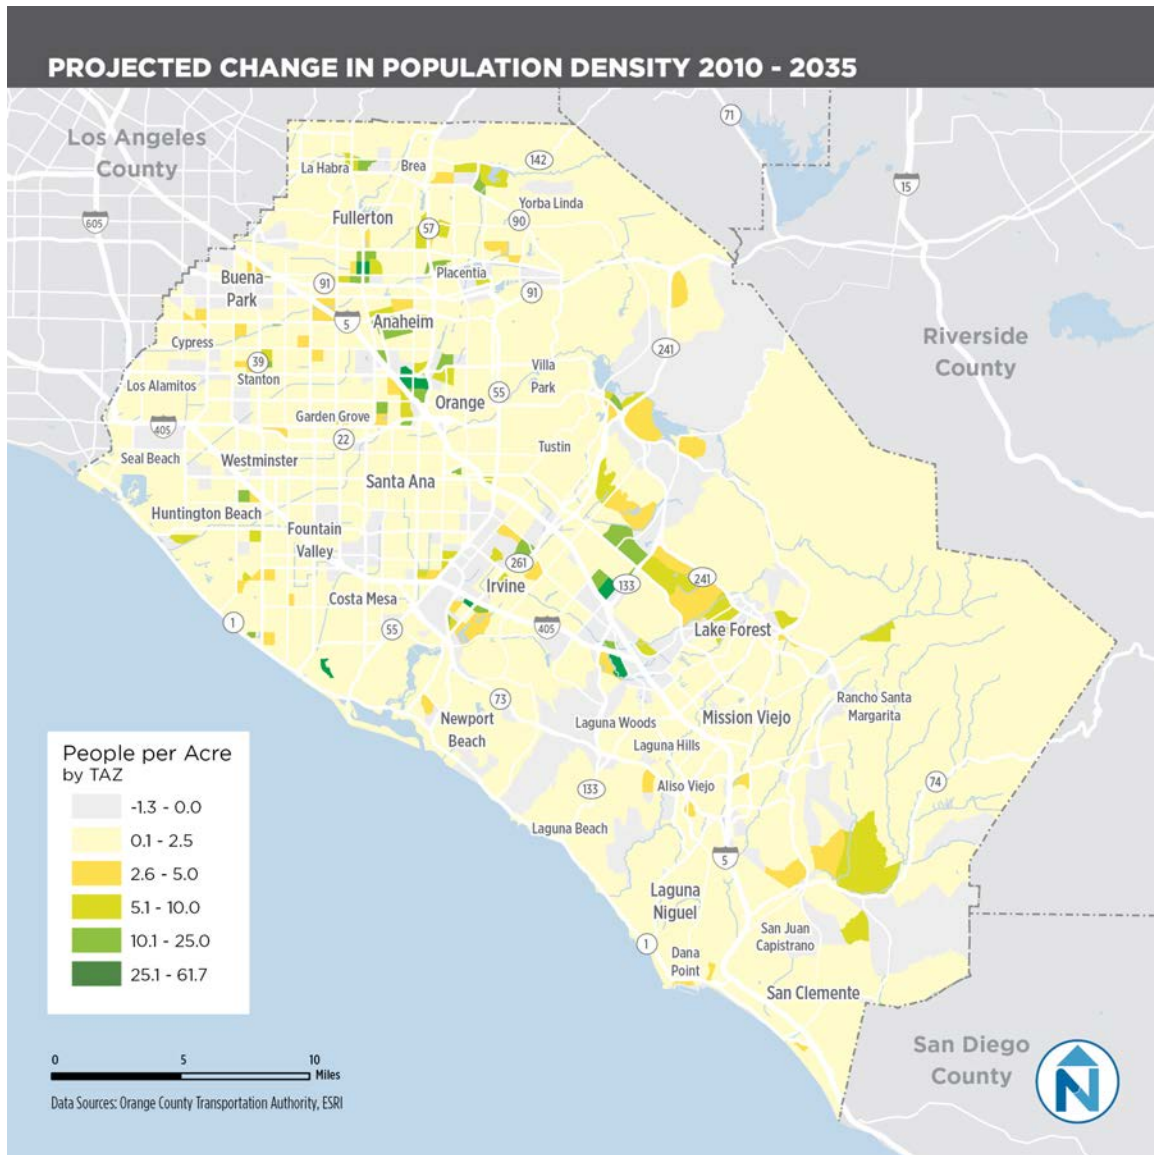 PROJECTED CHANGE IN POPULATION DENSITY 2010 - 2035
Los Angeles
County
71
15
605
La Habra
Brea
142
Fullerton
57
Yorba Linda
90
Buena
Park
91
Placentia
91
5
Anaheim
241
Riverside
County
Cypress
39
Stanton
Villa
Park
Los Alamitos
55
Orange
Garden Grove
405
22
Seal Beach
Westminster
Tustin
Santa Ana
Huntington Beach
Fountain
Valley
261
Irvine
133
241
Costa Mesa
1
55
405
Lake Forest
73
Rancho Santa
Margarita
Newport
Beach
Laguna Woods
Mission Viejo
Laguna Hills
133
Aliso Viejo
74
Laguna Beach
5
Laguna
Niguel
San Juan
Capistrano
1
Dana
Point
San Clemente
San Diego
County
People per Acre
by TAZ
-1.3 - 0.0
0.1 - 2.5
2.6 - 5.0
5.1 - 10.0
10.1 - 25.0
25.1 - 61.7
0 5 10
Miles
Data Sources: Orange County Transportation Authority, ESRI
N